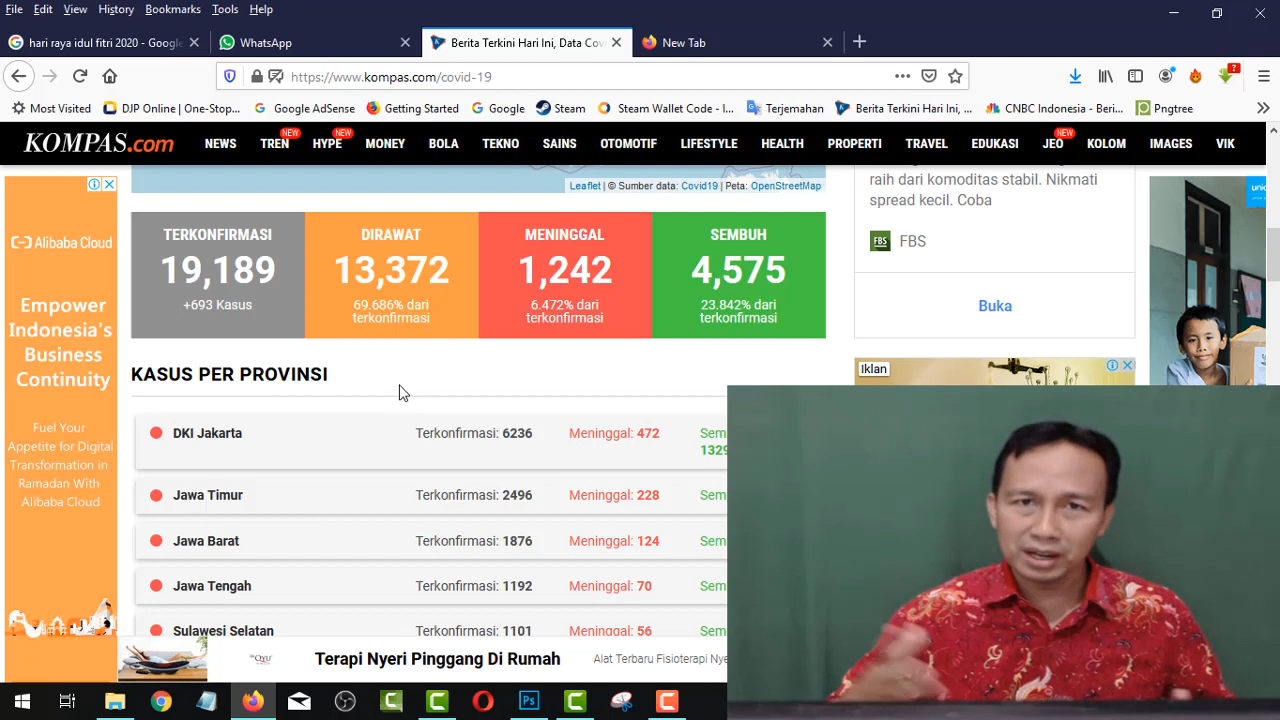 File Edit View History Bookmarks Tools Help
hari raya idul fitri 2020 - Google
WhatsApp
Berita Terkini Hari Ini, Data Cov
New Tab
https://www.kompas.com/covid-19
Most Visited
DJP Online | One-Stop...
Google AdSense
Getting Started
Google
Steam
Steam Wallet Code - I...
Terjemahan
Berita Terkini Hari Ini, ...
CNBC Indonesia - Beri...
Pngtree
KOMPAS.com
NEWS
TREN NEW
HYPE NEW
MONEY
BOLA
TEKNO
SAINS
OTOMOTIF
LIFESTYLE
HEALTH
PROPERTI
TRAVEL
EDUKASI
JEO NEW
KOLOM
IMAGES
VIK
Leaflet | © Sumber data: Covid19 | Peta: OpenStreetMap
raih dari komoditas stabil. Nikmati
spread kecil. Coba
FBS
FBS
Buka
Iklan
Alibaba Cloud
Empower
Indonesia's
Business
Continuity
Fuel Your
Appetite for Digital
Transformation in
Ramadan With
Alibaba Cloud
TERKONFIRMASI
19,189
+693 Kasus
DIRAWAT
13,372
69.686% dari
terkonfirmasi
MENINGGAL
1,242
6.472% dari
terkonfirmasi
SEMBUH
4,575
23.842% dari
terkonfirmasi
KASUS PER PROVINSI
DKI Jakarta Terkonfirmasi: 6236 Meninggal: 472 Sem
1329
Jawa Timur Terkonfirmasi: 2496 Meninggal: 228 Sem
Jawa Barat Terkonfirmasi: 1876 Meninggal: 124 Sem
Jawa Tengah Terkonfirmasi: 1192 Meninggal: 70 Sem
Sulawesi Selatan Terkonfirmasi: 1101 Meninggal: 56 Sem
Terapi Nyeri Pinggang Di Rumah
Alat Terbaru Fisioterapi Nye
Ps